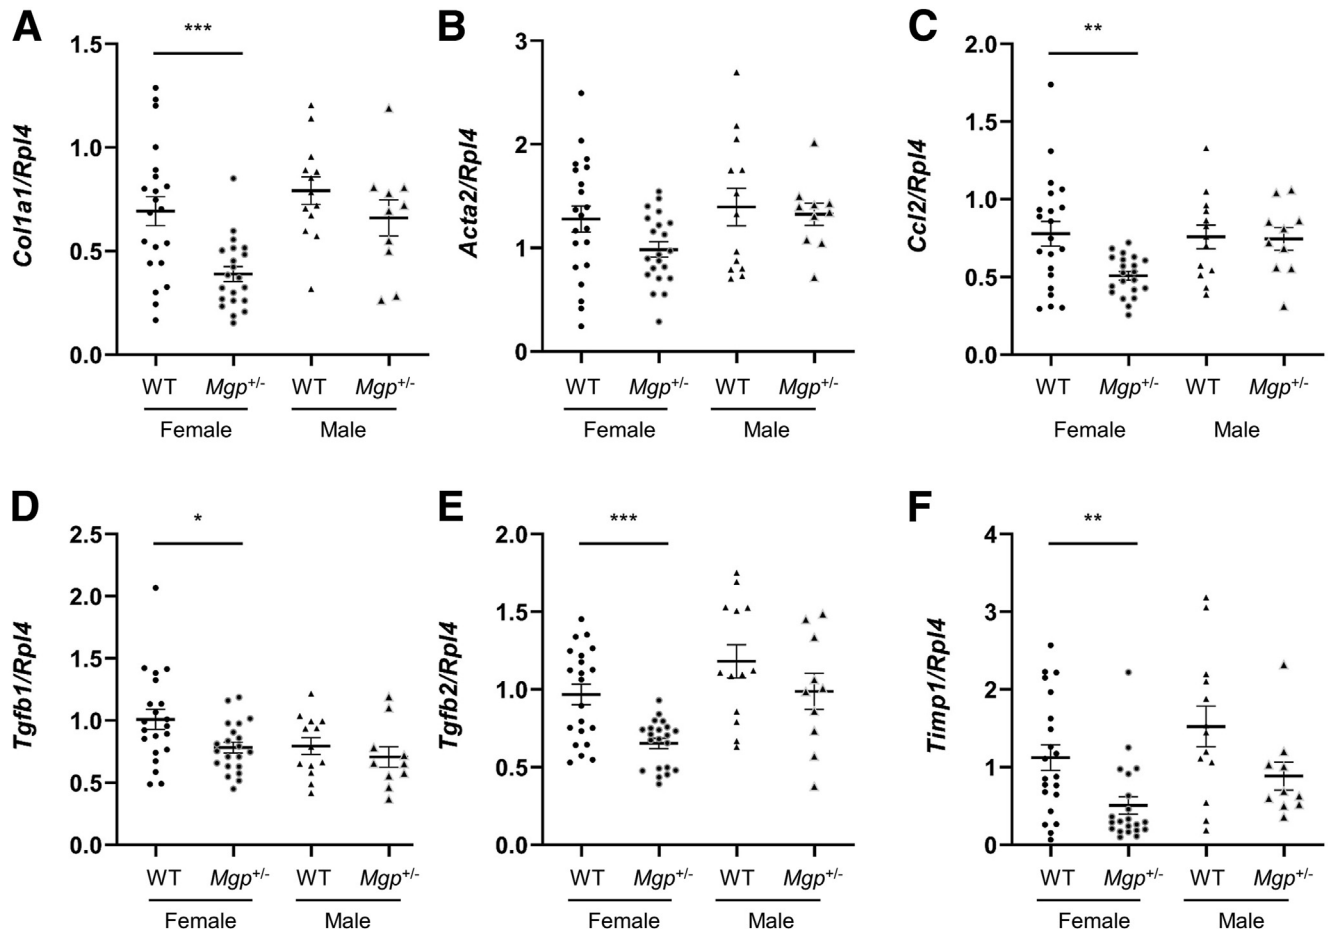 A
***
1.5
1.0
0.5
0.0
Col1a1/Rpl4
WT Mgp+/- WT Mgp+/-
Female Male
B
3
2
1
0
Acta2/Rpl4
WT Mgp+/- WT Mgp+/-
Female Male
C
**
2.0
1.5
1.0
0.5
0.0
Ccl2/Rpl4
WT Mgp+/- WT Mgp+/-
Female Male
D
*
2.5
2.0
1.5
1.0
0.5
0.0
Tgfb1/Rpl4
WT Mgp+/- WT Mgp+/-
Female Male
E
***
2.0
1.5
1.0
0.5
0.0
Tgfb2/Rpl4
WT Mgp+/- WT Mgp+/-
Female Male
F
**
4
3
2
1
0
Timp1/Rpl4
WT Mgp+/- WT Mgp+/-
Female Male